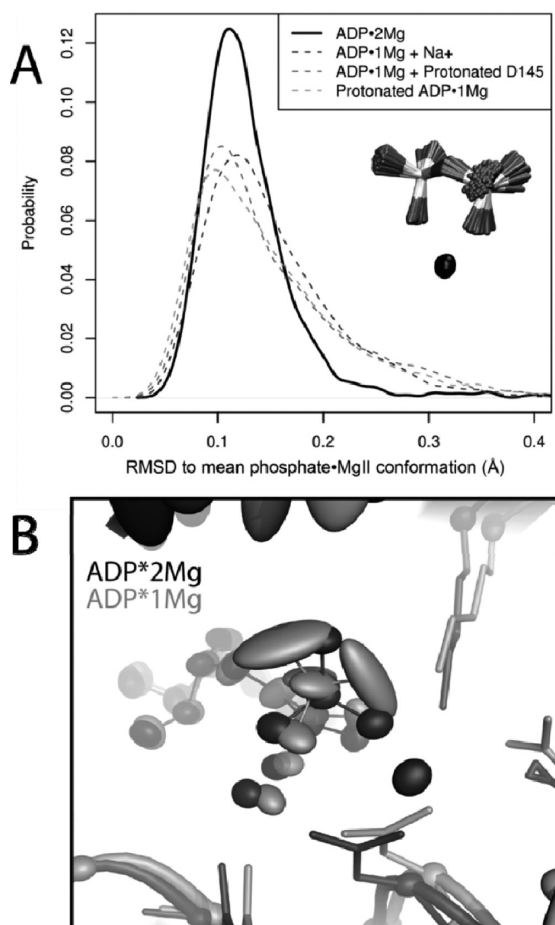 A
ADP•2Mg
ADP•1Mg + Na+
ADP•1Mg + Protonated D145
Protonated ADP•1Mg
Probability
0.12
0.10
0.08
0.06
0.04
0.02
0.00
0.0 0.1 0.2 0.3 0.4
RMSD to mean phosphate•MgII conformation (Å)
B
ADP*2Mg
ADP*1Mg